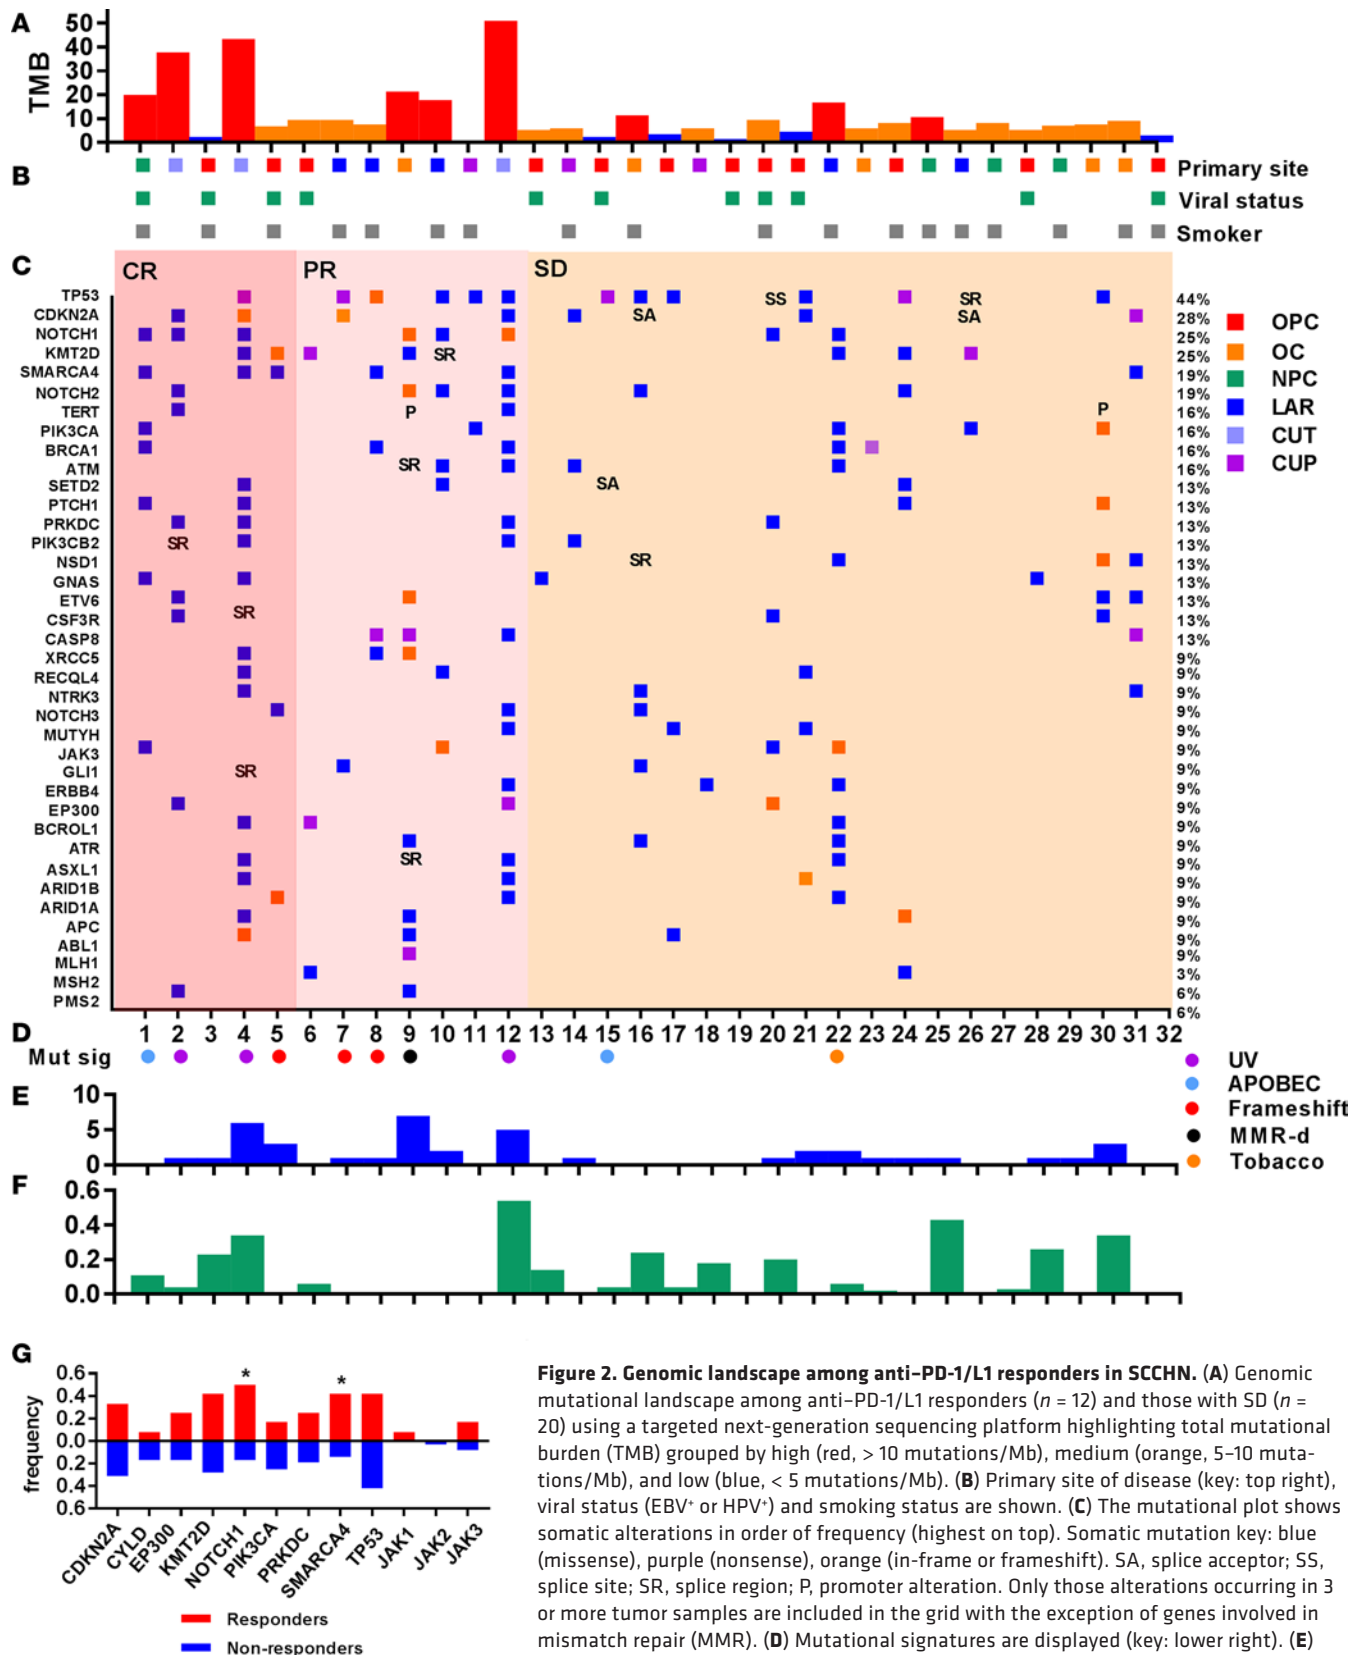 A
50
40
30
20
10
0
TMB
B
Primary site
Viral status
Smoker
C
CR
PR
SD
TP53 SS SR 44%
CDKN2A SA SA 28%
NOTCH1 25%
KMT2D SR 25%
SMARCA4 19%
NOTCH2 19%
TERT P P 16%
PIK3CA 16%
BRCA1 16%
ATM SR 16%
SETD2 SA 13%
PTCH1 13%
PRKDC 13%
PIK3CB2 SR 13%
NSD1 SR 13%
GNAS 13%
ETV6 13%
CSF3R SR 13%
CASP8 13%
XRCC5 9%
RECQL4 9%
NTRK3 9%
NOTCH3 9%
MUTYH 9%
JAK3 9%
GLI1 SR 9%
ERBB4 9%
EP300 9%
BCROL1 9%
ATR 9%
ASXL1 SR 9%
ARID1B 9%
ARID1A 9%
APC 9%
ABL1 9%
MLH1 3%
MSH2 6%
PMS2 6%
OPC
OC
NPC
LAR
CUT
CUP
1 2 3 4 5 6 7 8 9 10 11 12 13 14 15 16 17 18 19 20 21 22 23 24 25 26 27 28 29 30 31 32
D
Mut sig
UV
APOBEC
Frameshift
MMR-d
Tobacco
E
10
5
0
F
0.6
0.4
0.2
0.0
G
frequency
0.6
0.4
0.2
0.0
0.2
0.4
0.6
* *
CDKN2A CYLD EP300 KMT2D NOTCH1 PIK3CA PRKDC SMARCA4 TP53 JAK1 JAK2 JAK3
Responders
Non-responders
Figure 2. Genomic landscape among anti–PD-1/L1 responders in SCCHN. (A) Genomic
mutational landscape among anti–PD-1/L1 responders (n = 12) and those with SD (n =
20) using a targeted next-generation sequencing platform highlighting total mutational
burden (TMB) grouped by high (red, > 10 mutations/Mb), medium (orange, 5–10 muta-
tions/Mb), and low (blue, < 5 mutations/Mb). (B) Primary site of disease (key: top right),
viral status (EBV+ or HPV+) and smoking status are shown. (C) The mutational plot shows
somatic alterations in order of frequency (highest on top). Somatic mutation key: blue
(missense), purple (nonsense), orange (in-frame or frameshift). SA, splice acceptor; SS,
splice site; SR, splice region; P, promoter alteration. Only those alterations occurring in 3
or more tumor samples are included in the grid with the exception of genes involved in
mismatch repair (MMR). (D) Mutational signatures are displayed (key: lower right). (E)